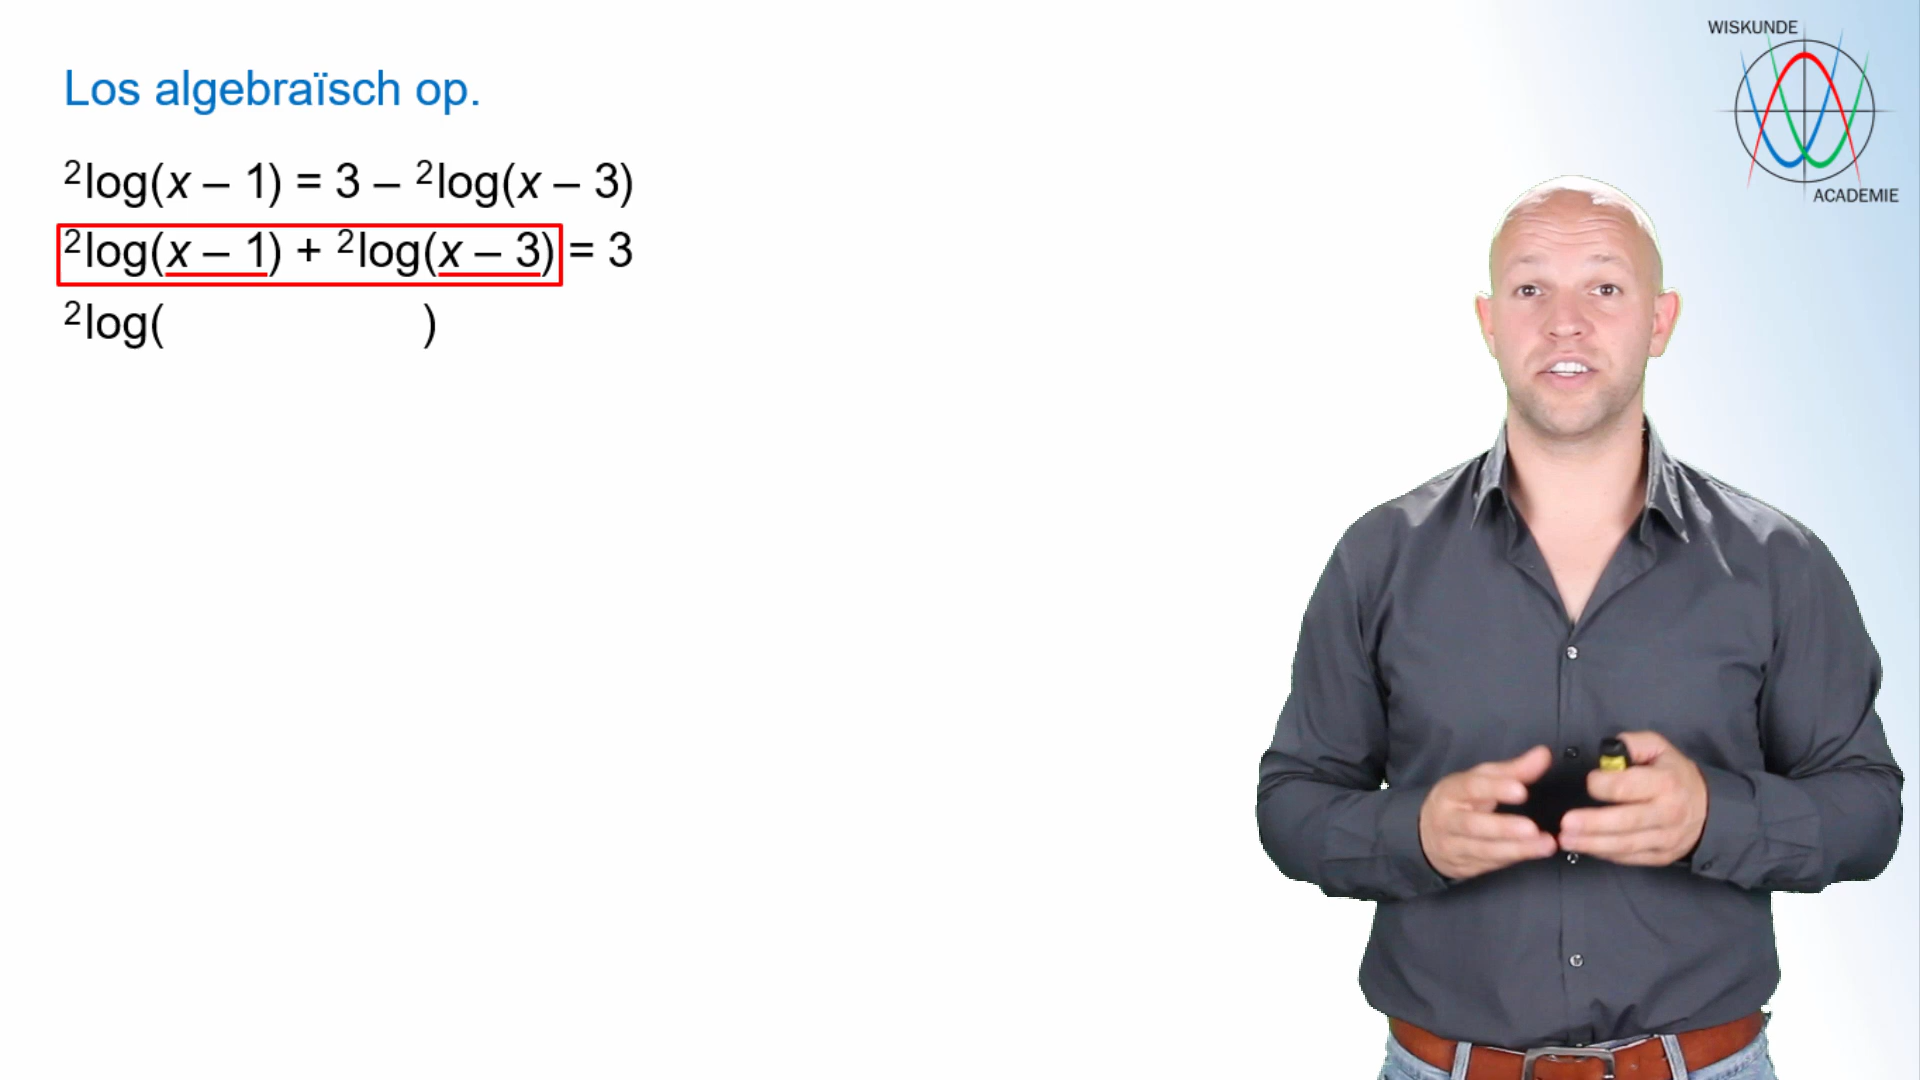 Los algebraïsch op.
²log(x – 1) = 3 – ²log(x – 3)
²log(x – 1) + ²log(x – 3) = 3
²log( )
WISKUNDE
ACADEMIE